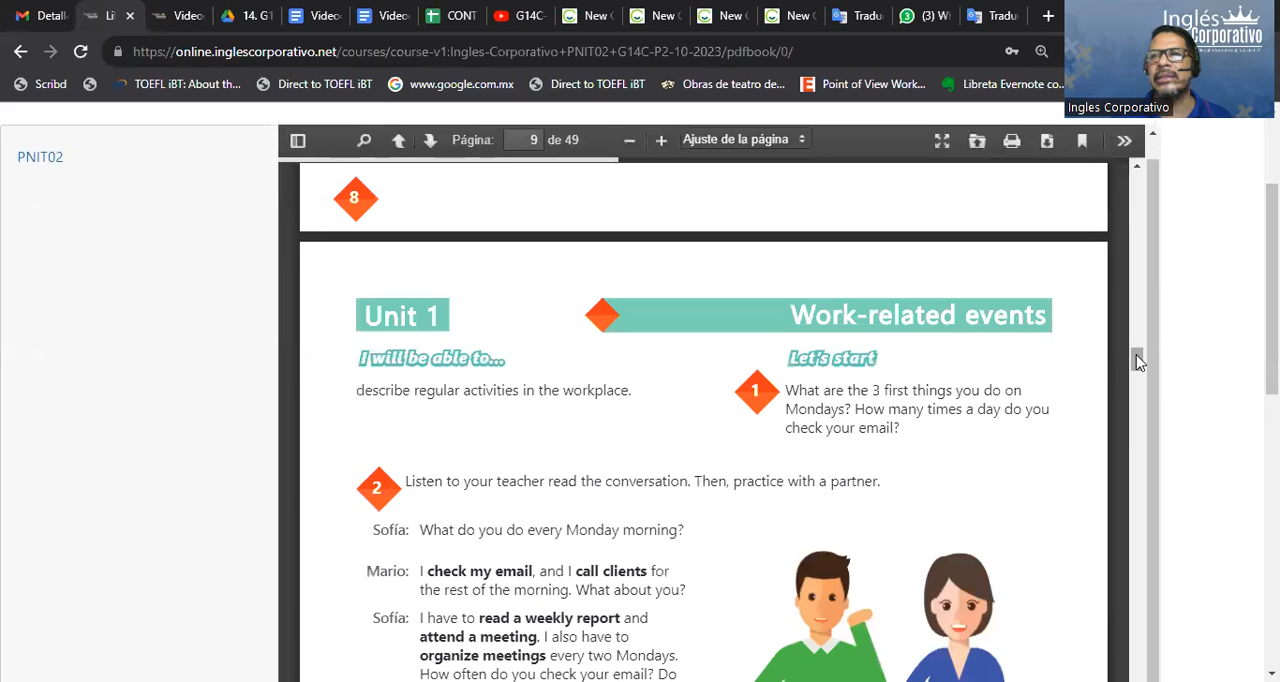 Detall
Li
Videoc
14. G1
Videoc
Videoc
CONT
G14C-
New C
New C
New C
New C
Tradu
(3) W
Tradu
https://online.inglescorporativo.net/courses/course-v1:Ingles-Corporativo+PNIT02+G14C-P2-10-2023/pdfbook/0/
Scribd
TOEFL iBT: About th...
Direct to TOEFL iBT
www.google.com.mx
Direct to TOEFL iBT
Obras de teatro de...
Point of View Work...
Libreta Evernote co...
Inglés
Corporativo
Ingles Corporativo
PNIT02
Página: 9 de 49
Ajuste de la página
8
Unit 1
Work-related events
I will be able to...
describe regular activities in the workplace.
Let's start
1
What are the 3 first things you do on
Mondays? How many times a day do you
check your email?
2
Listen to your teacher read the conversation. Then, practice with a partner.
Sofía: What do you do every Monday morning?
Mario: I check my email, and I call clients for
the rest of the morning. What about you?
Sofía: I have to read a weekly report and
attend a meeting. I also have to
organize meetings every two Mondays.
How often do you check your email? Do